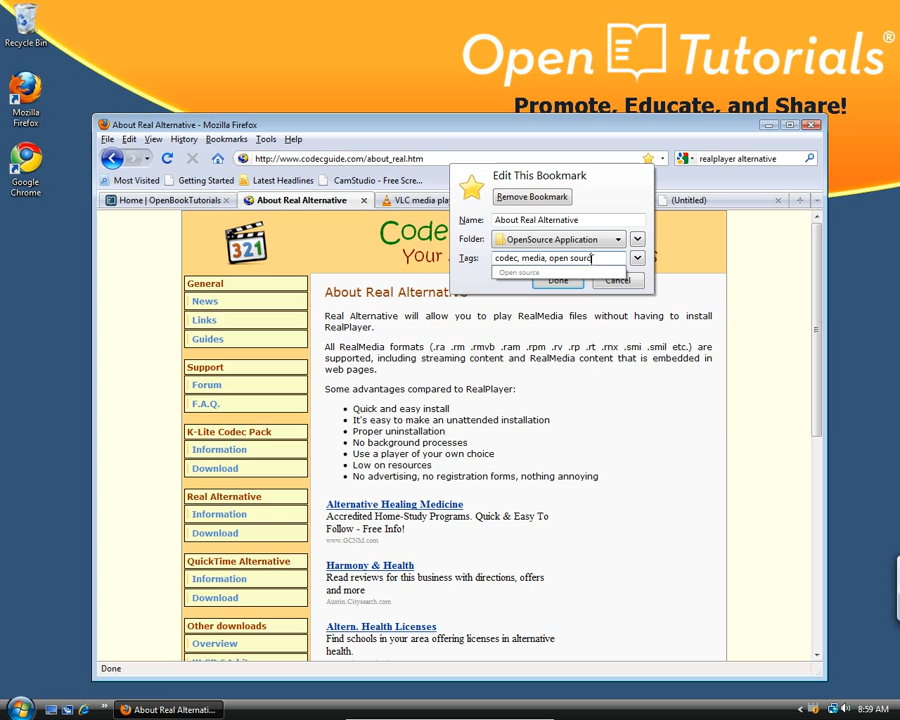 Recycle Bin
Mozilla
Firefox
Google
Chrome
Open Tutorials®
Promote, Educate, and Share!
About Real Alternative - Mozilla Firefox
File Edit View History Bookmarks Tools Help
http://www.codecguide.com/about_real.htm
realplayer alternative
Most Visited Getting Started Latest Headlines CamStudio - Free Scre...
Home | OpenBookTutorials
About Real Alternative
VLC media pla
(Untitled)
Edit This Bookmark
Remove Bookmark
Name: About Real Alternative
Folder: OpenSource Application
Tags: codec, media, open sourc
Open source
Done Cancel
321
Code
Your
s
General
News
Links
Guides
Support
Forum
F.A.Q.
K-Lite Codec Pack
Information
Download
Real Alternative
Information
Download
QuickTime Alternative
Information
Download
Other downloads
Overview
About Real Alternative
Real Alternative will allow you to play RealMedia files without having to install
RealPlayer.
All RealMedia formats (.ra .rm .rmvb .ram .rpm .rv .rp .rt .rnx .smi .smil etc.) are
supported, including streaming content and RealMedia content that is embedded in
web pages.
Some advantages compared to RealPlayer:
• Quick and easy install
• It's easy to make an unattended installation
• Proper uninstallation
• No background processes
• Use a player of your own choice
• Low on resources
• No advertising, no registration forms, nothing annoying
Alternative Healing Medicine
Accredited Home-Study Programs. Quick & Easy To
Follow - Free Info!
www.GCNM.com
Harmony & Health
Read reviews for this business with directions, offers
and more
Austin.Citysearch.com
Altern. Health Licenses
Find schools in your area offering licenses in alternative
health.
Done
About Real Alternati...
8:59 AM